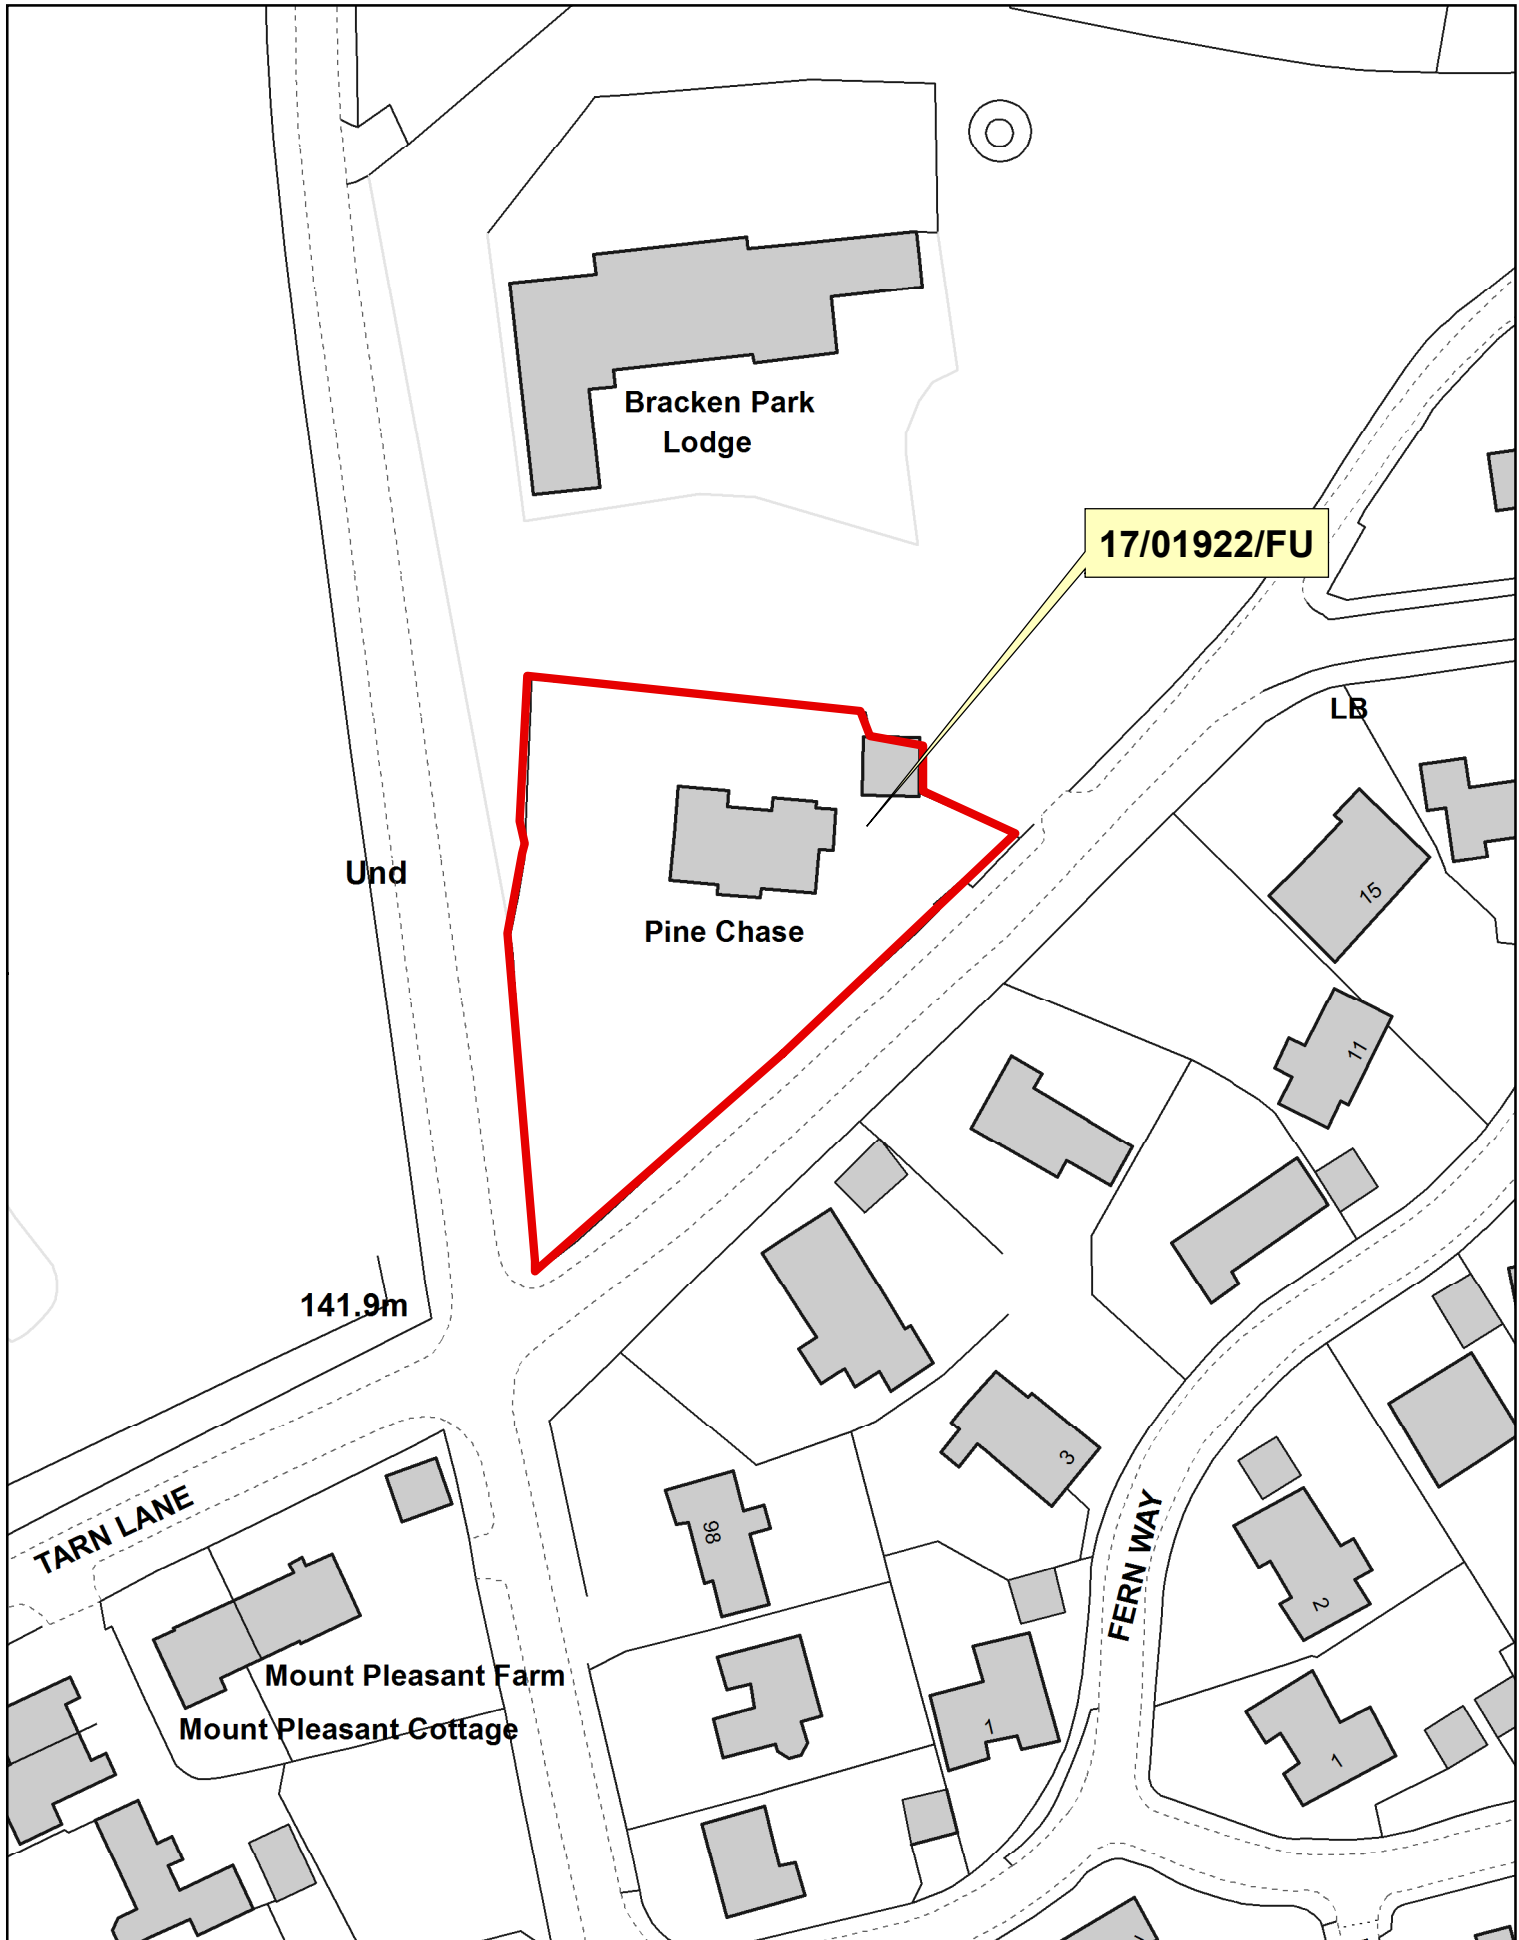 Bracken Park
Lodge
17/01922/FU
LB
15
Und
Pine Chase
11
141.9m
3
TARN LANE
98
FERN WAY
2
Mount Pleasant Farm
Mount Pleasant Cottage
1
1